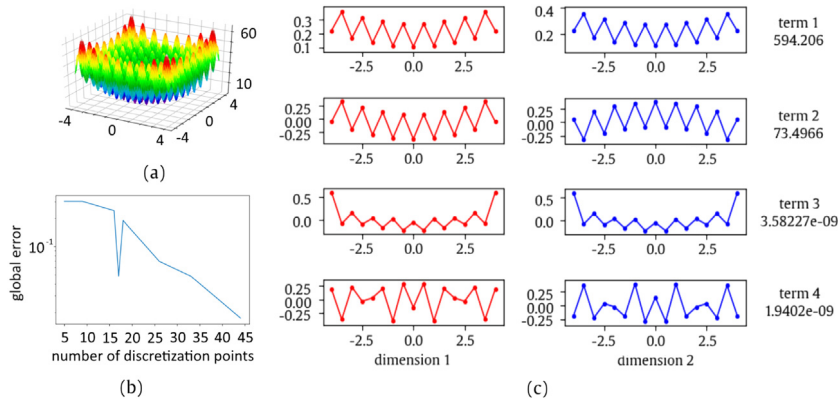 60
10
4
0
-4
4
0
-4
(a)
10⁻¹
global error
5 10 15 20 25 30 35 40 45
number of discretization points
(b)
0.3
0.2
0.1
-2.5 0.0 2.5
0.4
0.2
-2.5 0.0 2.5
term 1
594.206
0.25
0.00
-0.25
-2.5 0.0 2.5
0.25
0.00
-0.25
-2.5 0.0 2.5
term 2
73.4966
0.5
0.0
-2.5 0.0 2.5
0.5
0.0
-2.5 0.0 2.5
term 3
3.58227e-09
0.25
0.00
-0.25
-2.5 0.0 2.5
dimension 1
0.25
0.00
-0.25
-2.5 0.0 2.5
dimension 2
term 4
1.9402e-09
(c)